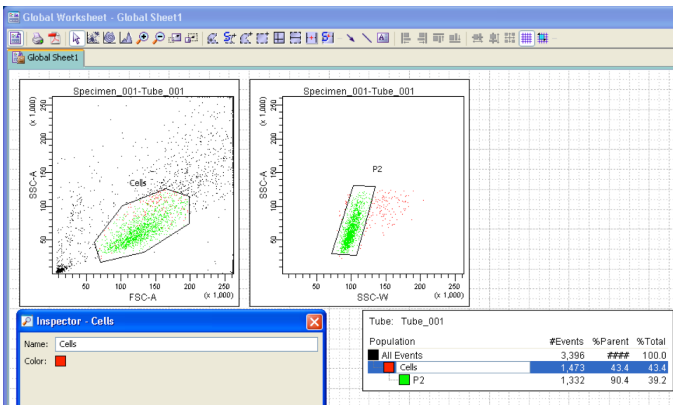 Global Worksheet - Global Sheet1
Global Sheet1
Specimen_001-Tube_001
SSC-A
(x 1,000)
50 100 150 200 250
Cells
50 100 150 200 250
FSC-A
(x 1,000)
Specimen_001-Tube_001
SSC-A
(x 1,000)
50 100 150 200 250
P2
50 100 150 200 250
SSC-W
(x 1,000)
Inspector - Cells
Name: Cells
Color:
Tube: Tube_001
Population #Events %Parent %Total
All Events 3,396 #### 100.0
Cells 1,473 43.4 43.4
P2 1,332 90.4 39.2